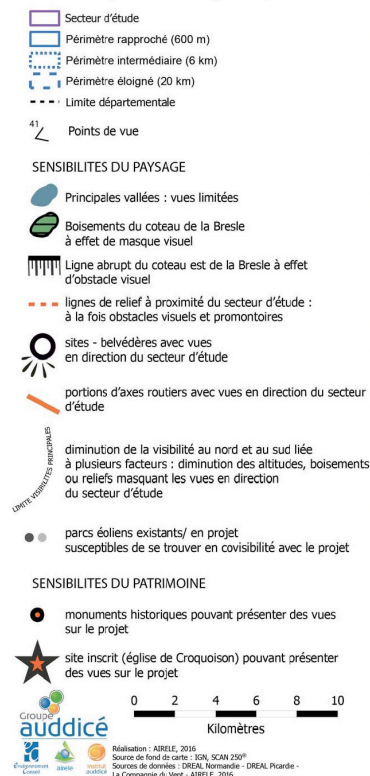 Secteur d'étude
Périmètre rapproché (600 m)
Périmètre intermédiaire (6 km)
Périmètre éloigné (20 km)
Limite départementale
41
Points de vue
SENSIBILITES DU PAYSAGE
Principales vallées : vues limitées
Boisements du coteau de la Bresle
à effet de masque visuel
Ligne abrupt du coteau est de la Bresle à effet
d'obstacle visuel
lignes de relief à proximité du secteur d'étude :
à la fois obstacles visuels et promontoires
sites - belvédères avec vues
en direction du secteur d'étude
portions d'axes routiers avec vues en direction du secteur
d'étude
LIMITE VISIBILITES PRINCIPALES
diminution de la visibilité au nord et au sud liée
à plusieurs facteurs : diminution des altitudes, boisements
ou reliefs masquant les vues en direction
du secteur d'étude
parcs éoliens existants/ en projet
susceptibles de se trouver en covisibilité avec le projet
SENSIBILITES DU PATRIMOINE
monuments historiques pouvant présenter des vues
sur le projet
site inscrit (église de Croquoison) pouvant présenter
des vues sur le projet
0 2 4 6 8 10
Kilomètres
Groupe
auddicé
Environnement
Conseil
airele
institut
auddicé
Réalisation : AIRELE, 2016
Source de fond de carte : IGN, SCAN 250®
Sources de données : DREAL Normandie - DREAL Picardie -
La Compagnie du Vent - AIRELE, 2016